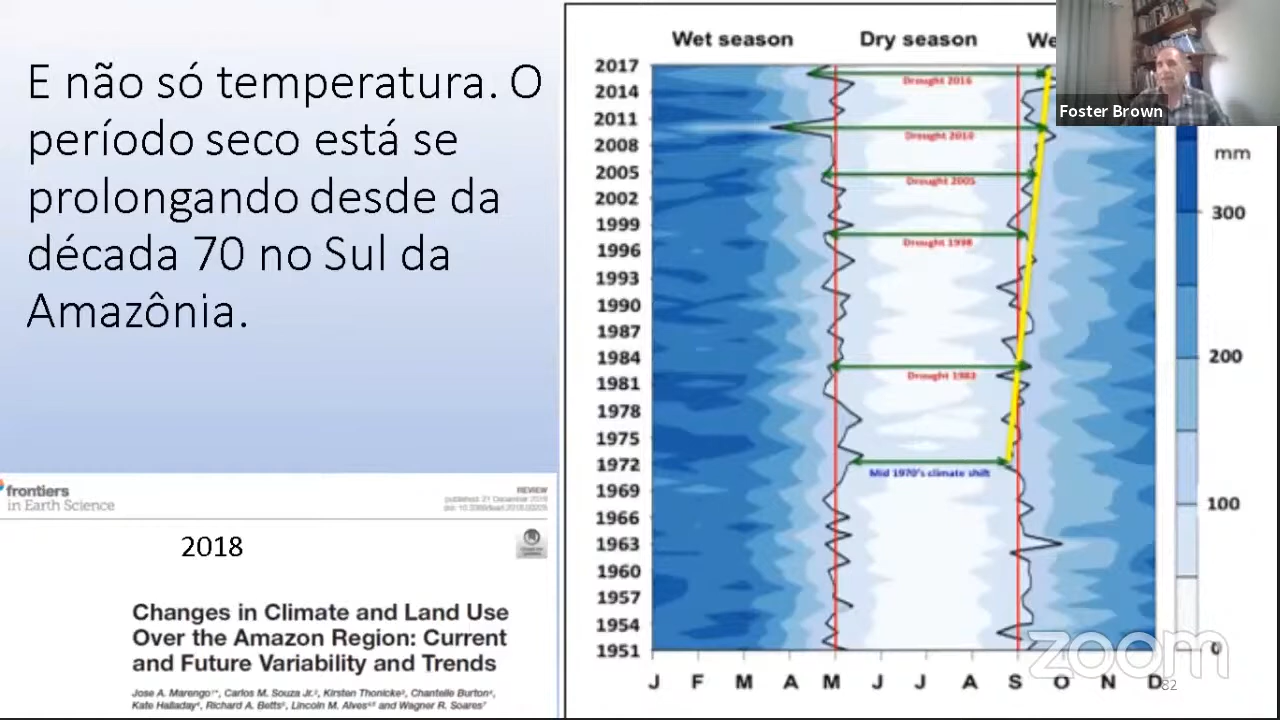 E não só temperatura. O
período seco está se
prolongando desde da
década 70 no Sul da
Amazônia.
frontiers
in Earth Science
REVIEW
2018
Changes in Climate and Land Use
Over the Amazon Region: Current
and Future Variability and Trends
Jose A. Marengo, Carlos M. Souza Jr., Kirsten Thonicke, Chantelle Burton,
Kate Halladay, Richard A. Betts, Lincoln M. Alves and Wagner R. Soares
Wet season Dry season We
2017
2014
2011
2008
2005
2002
1999
1996
1993
1990
1987
1984
1981
1978
1975
1972
1969
1966
1963
1960
1957
1954
1951
Drought 2016
Drought 2010
Drought 2005
Drought 1998
Drought 1983
Mid 1970's climate shift
J F M A M J J A S O N D
mm
300
200
100
0
Foster Brown
zoom
82